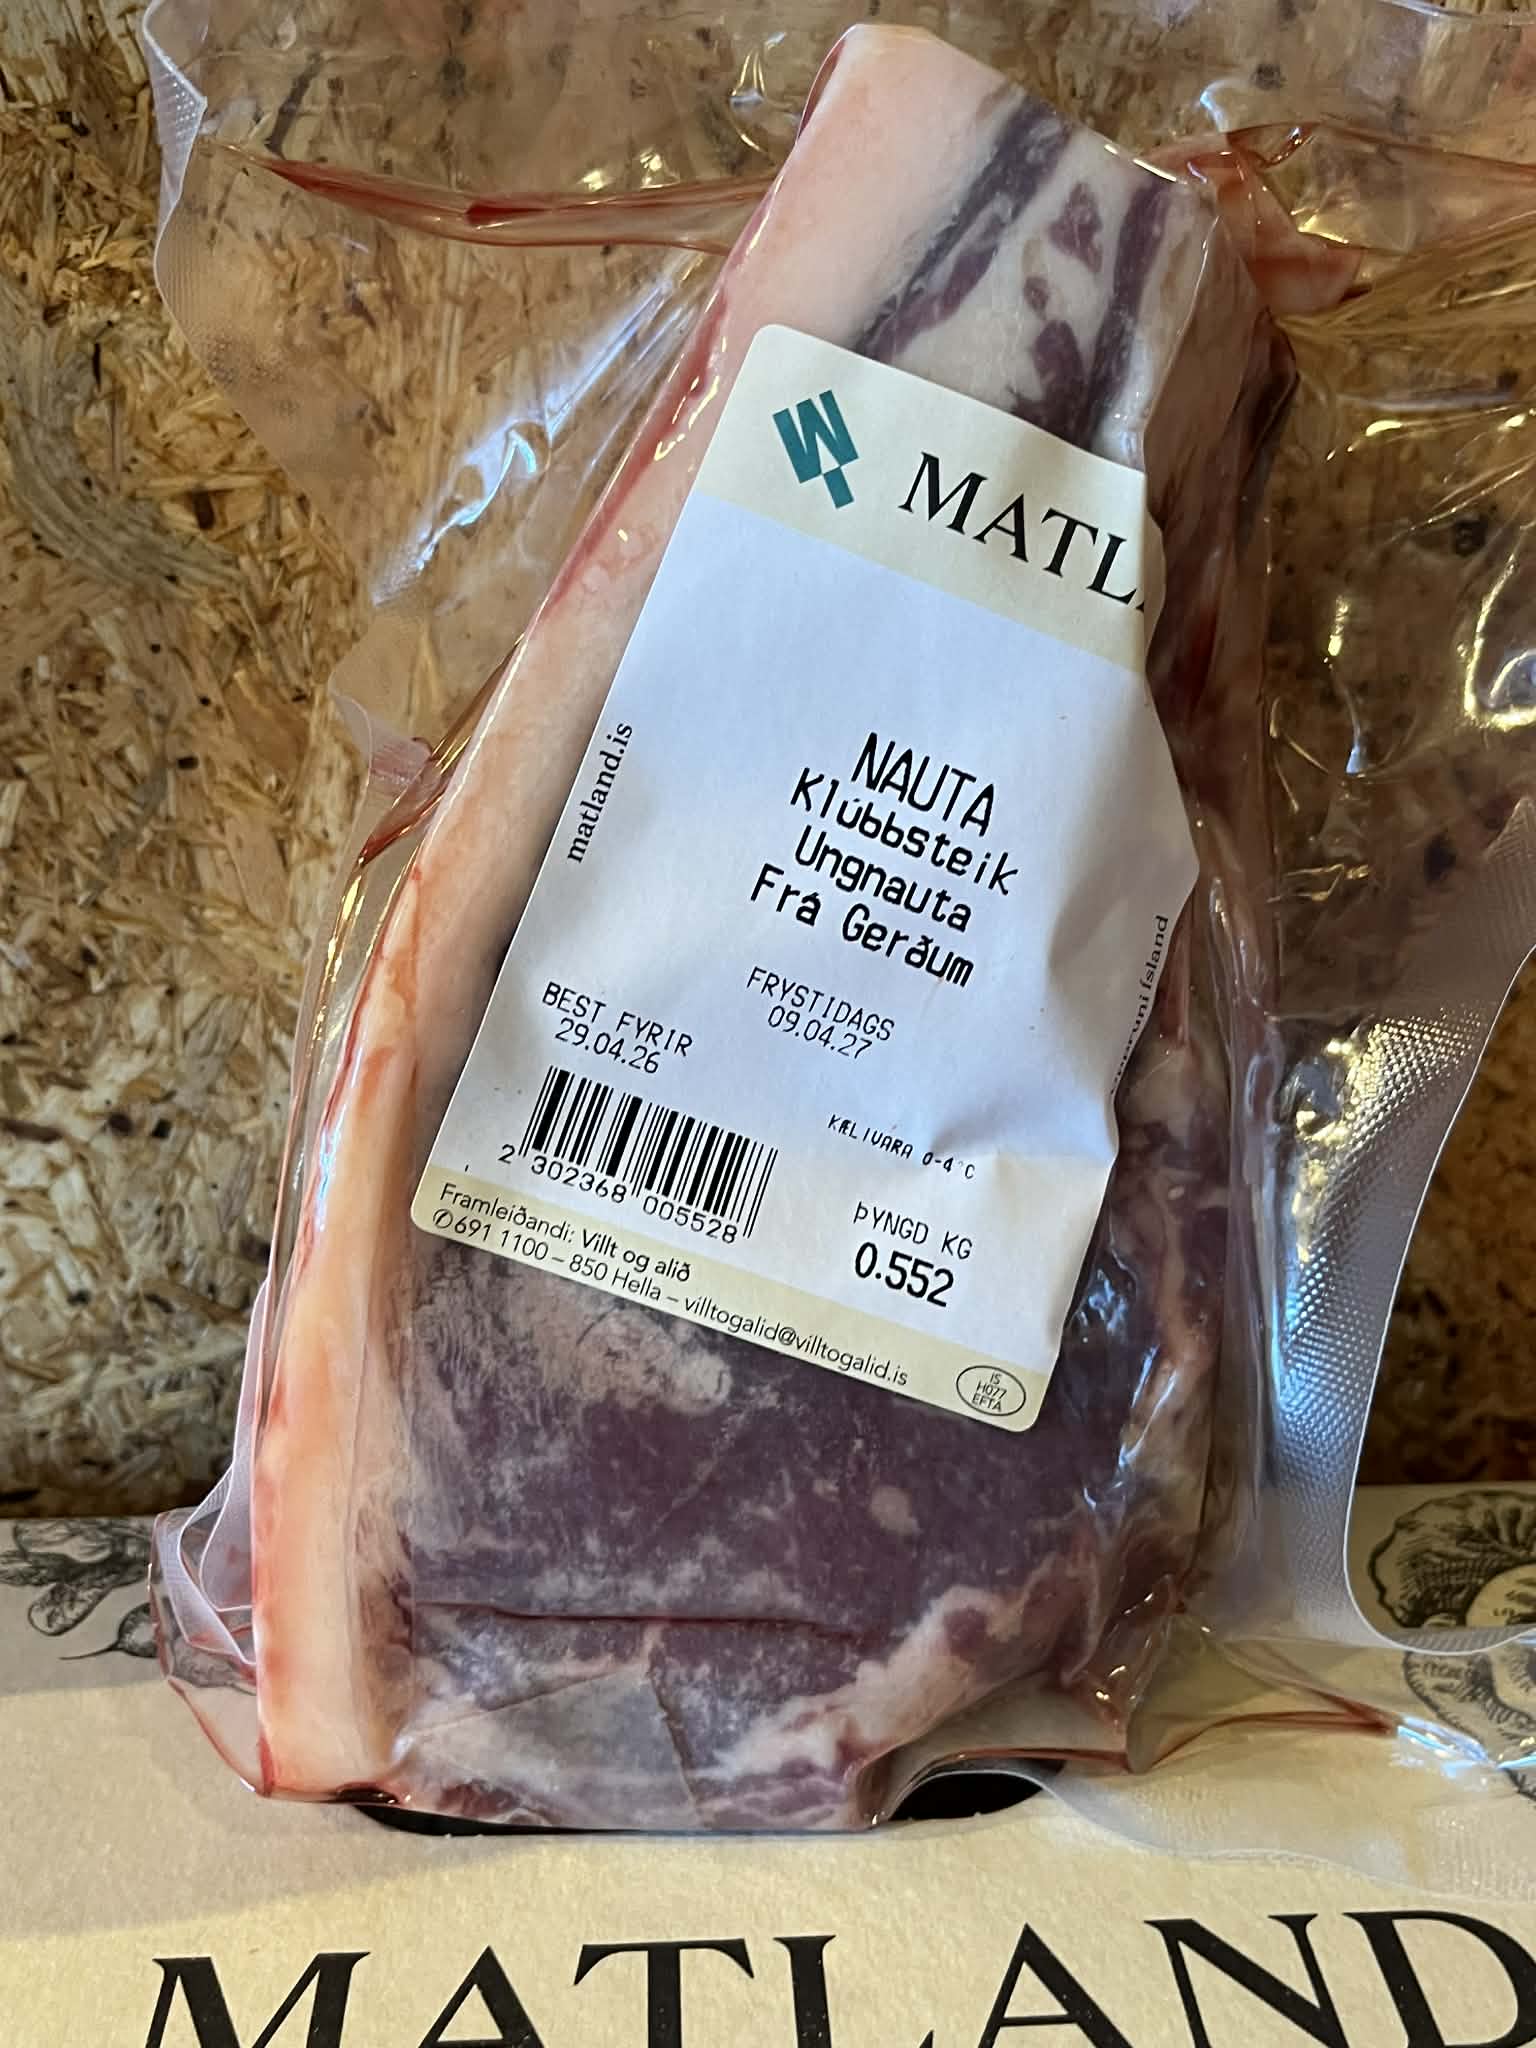 MATL
NAUTA
Klúbbsteik
Ungnauta
Frá Gerðum
matland.is
FRYSTIDAGS
09.04.27
BEST FYRIR
29.04.26
KÆLIVARA 0-4°C
2 302368 005528
ÞYNGD KG
0.552
Framleiðandi: Villt og alið
✆691 1100 – 850 Hella – villtogalid@villtogalid.is
IS
H077
EFTA
Ísland
MATLAND